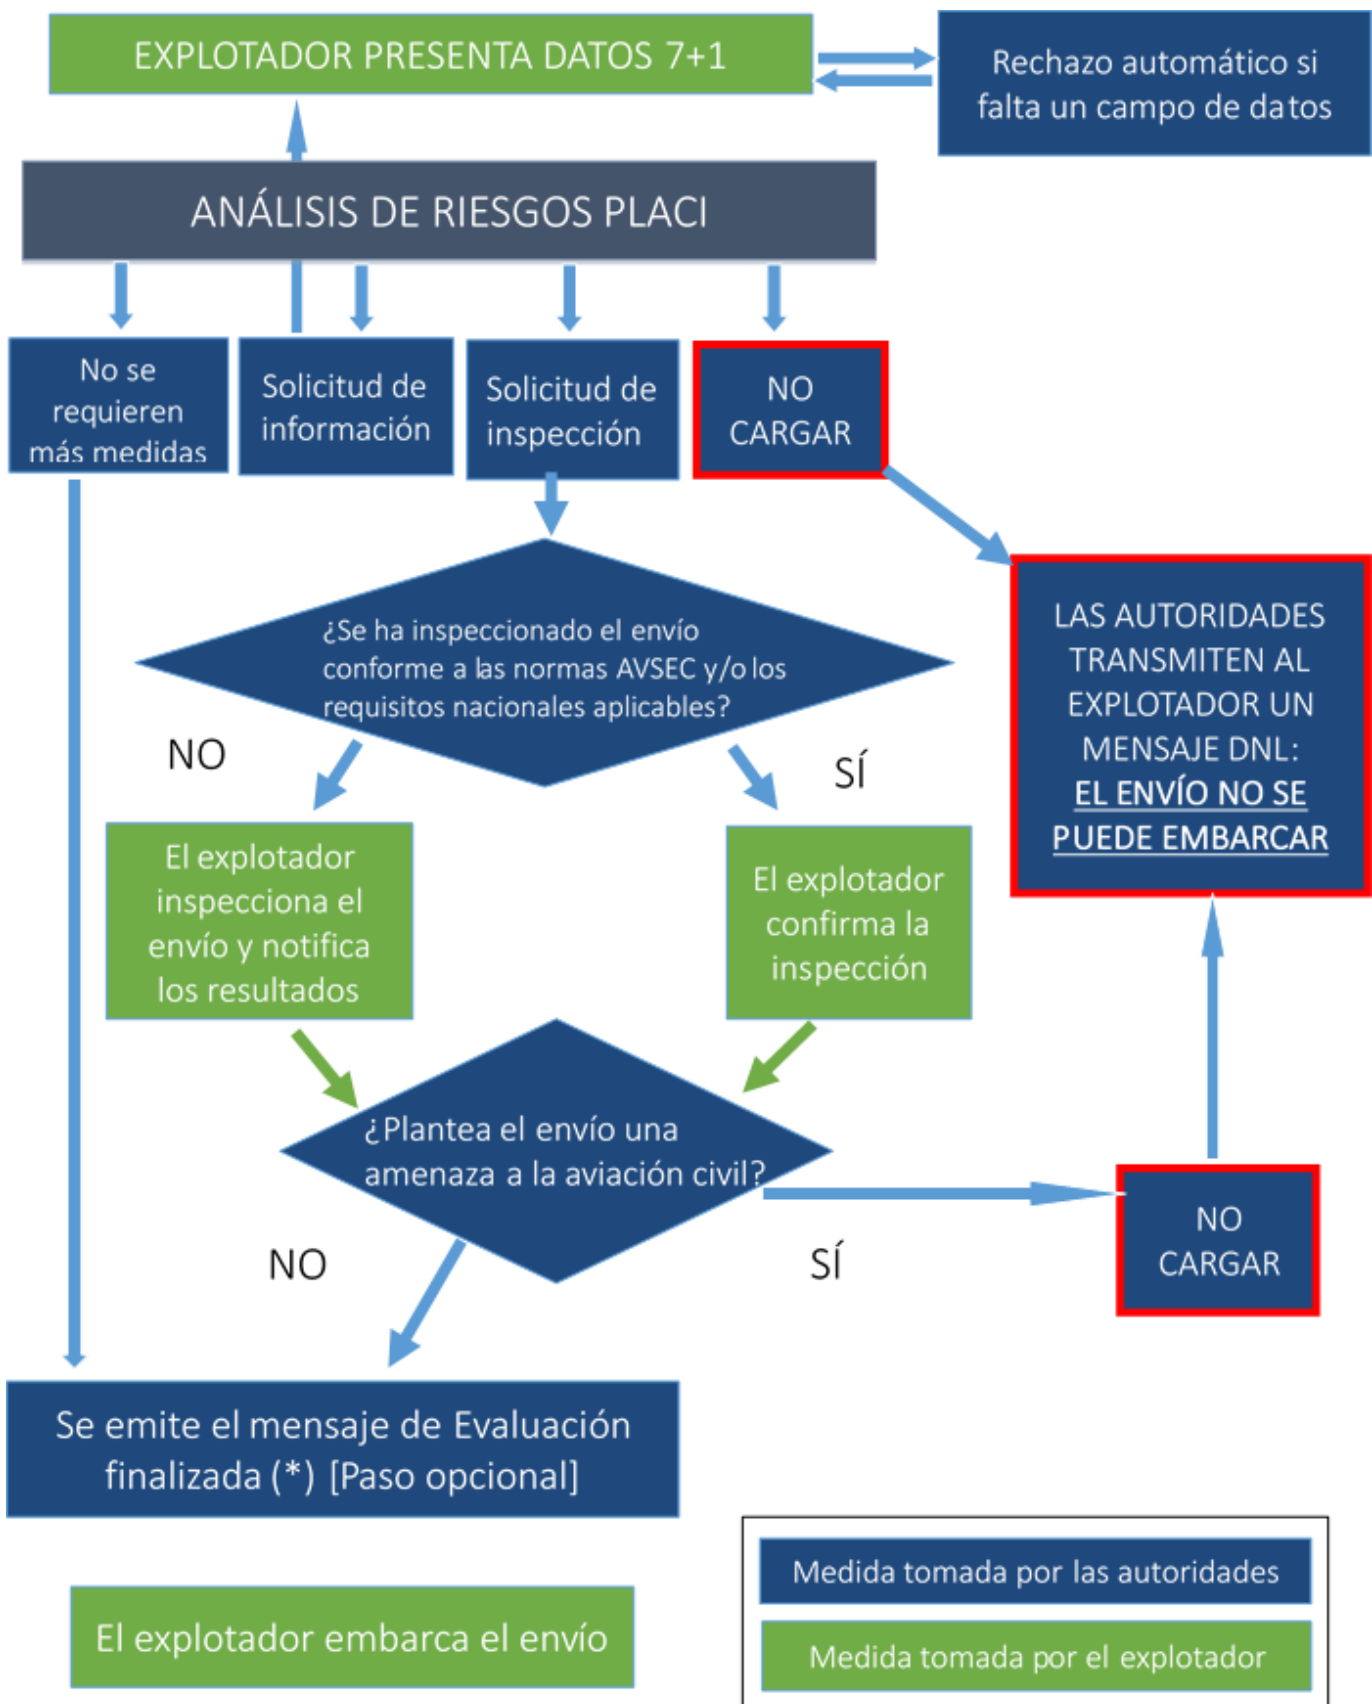 EXPLOTADOR PRESENTA DATOS 7+1
Rechazo automático si
falta un campo de datos
ANÁLISIS DE RIESGOS PLACI
No se
requieren
más medidas
Solicitud de
información
Solicitud de
inspección
NO
CARGAR
¿Se ha inspeccionado el envío
conforme a las normas AVSEC y/o los
requisitos nacionales aplicables?
LAS AUTORIDADES
TRANSMITEN AL
EXPLOTADOR UN
MENSAJE DNL:
EL ENVÍO NO SE
PUEDE EMBARCAR
NO
SÍ
El explotador
inspecciona el
envío y notifica
los resultados
El explotador
confirma la
inspección
¿Plantea el envío una
amenaza a la aviación civil?
NO
SÍ
NO
CARGAR
Se emite el mensaje de Evaluación
finalizada (*) [Paso opcional]
El explotador embarca el envío
Medida tomada por las autoridades
Medida tomada por el explotador